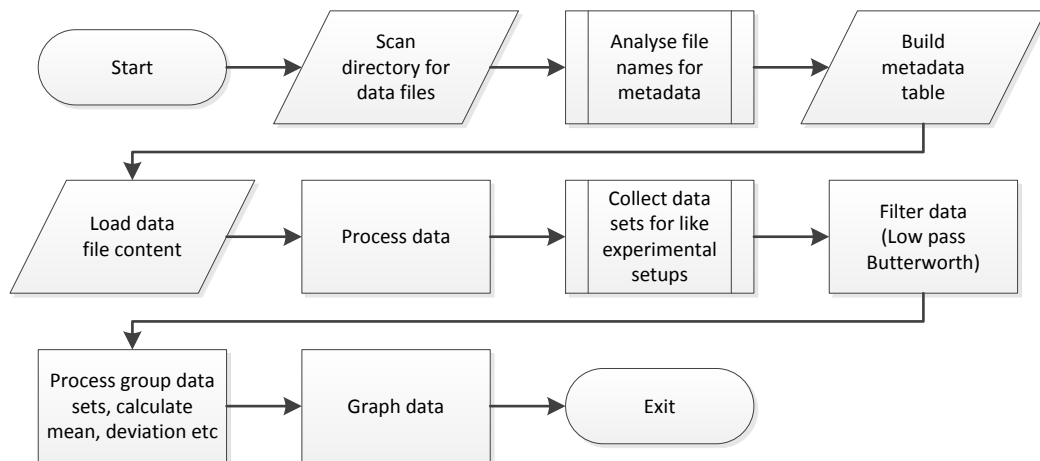 Start
Scan
directory for
data files
Analyse file
names for
metadata
Build
metadata
table
Load data
file content
Process data
Collect data
sets for like
experimental
setups
Filter data
(Low pass
Butterworth)
Process group data
sets, calculate
mean, deviation etc
Graph data
Exit